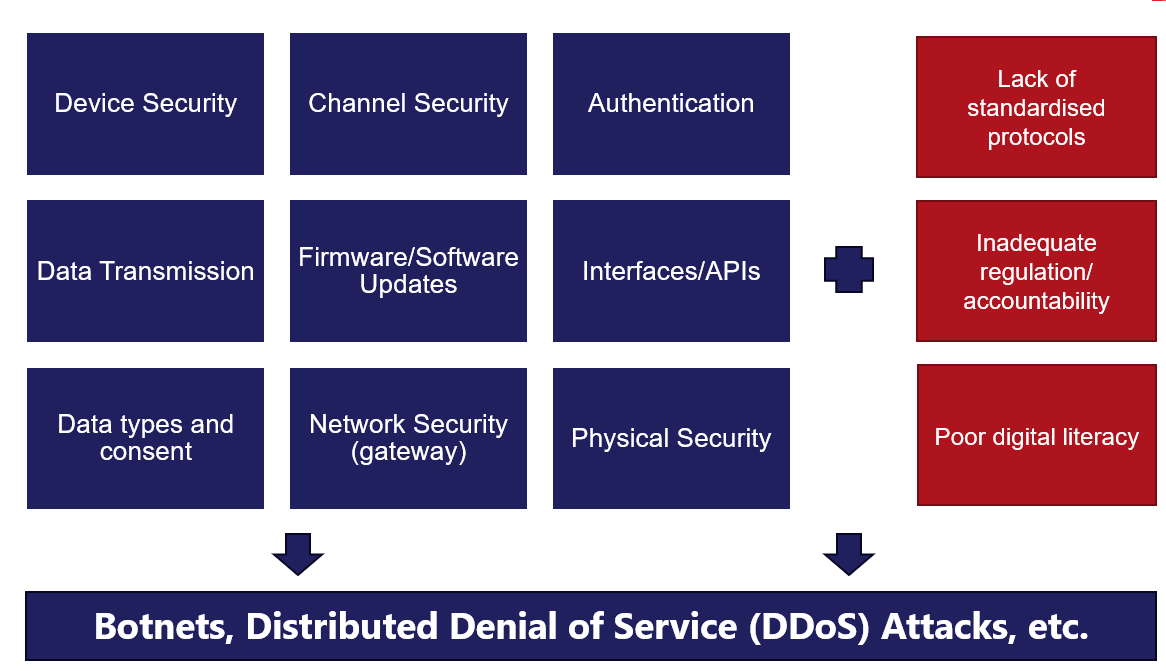 Device Security
Channel Security
Authentication
Lack of
standardised
protocols
Data Transmission
Firmware/Software
Updates
Interfaces/APIs
Inadequate
regulation/
accountability
Data types and
consent
Network Security
(gateway)
Physical Security
Poor digital literacy
Botnets, Distributed Denial of Service (DDoS) Attacks, etc.